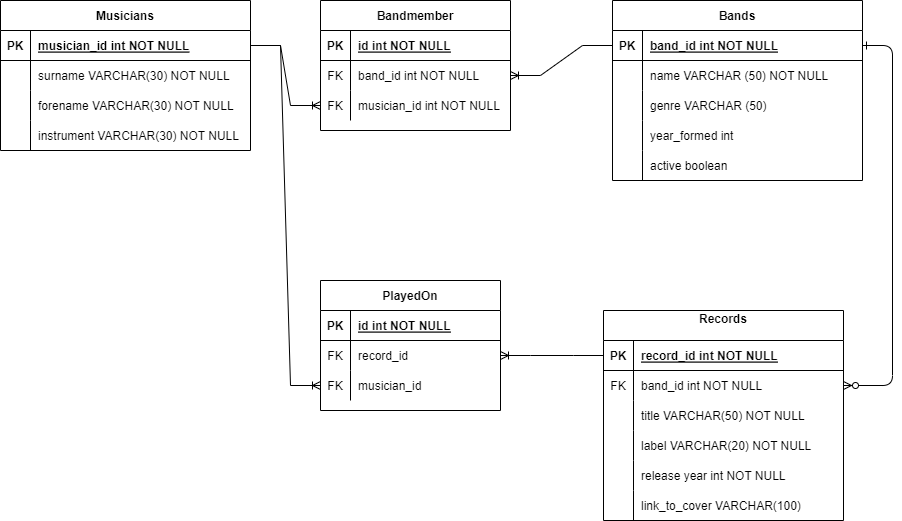 Musicians
PK musician_id int NOT NULL
surname VARCHAR(30) NOT NULL
forename VARCHAR(30) NOT NULL
instrument VARCHAR(30) NOT NULL
Bandmember
PK id int NOT NULL
FK band_id int NOT NULL
FK musician_id int NOT NULL
Bands
PK band_id int NOT NULL
name VARCHAR (50) NOT NULL
genre VARCHAR (50)
year_formed int
active boolean
PlayedOn
PK id int NOT NULL
FK record_id
FK musician_id
Records
PK record_id int NOT NULL
FK band_id int NOT NULL
title VARCHAR(50) NOT NULL
label VARCHAR(20) NOT NULL
release year int NOT NULL
link_to_cover VARCHAR(100)